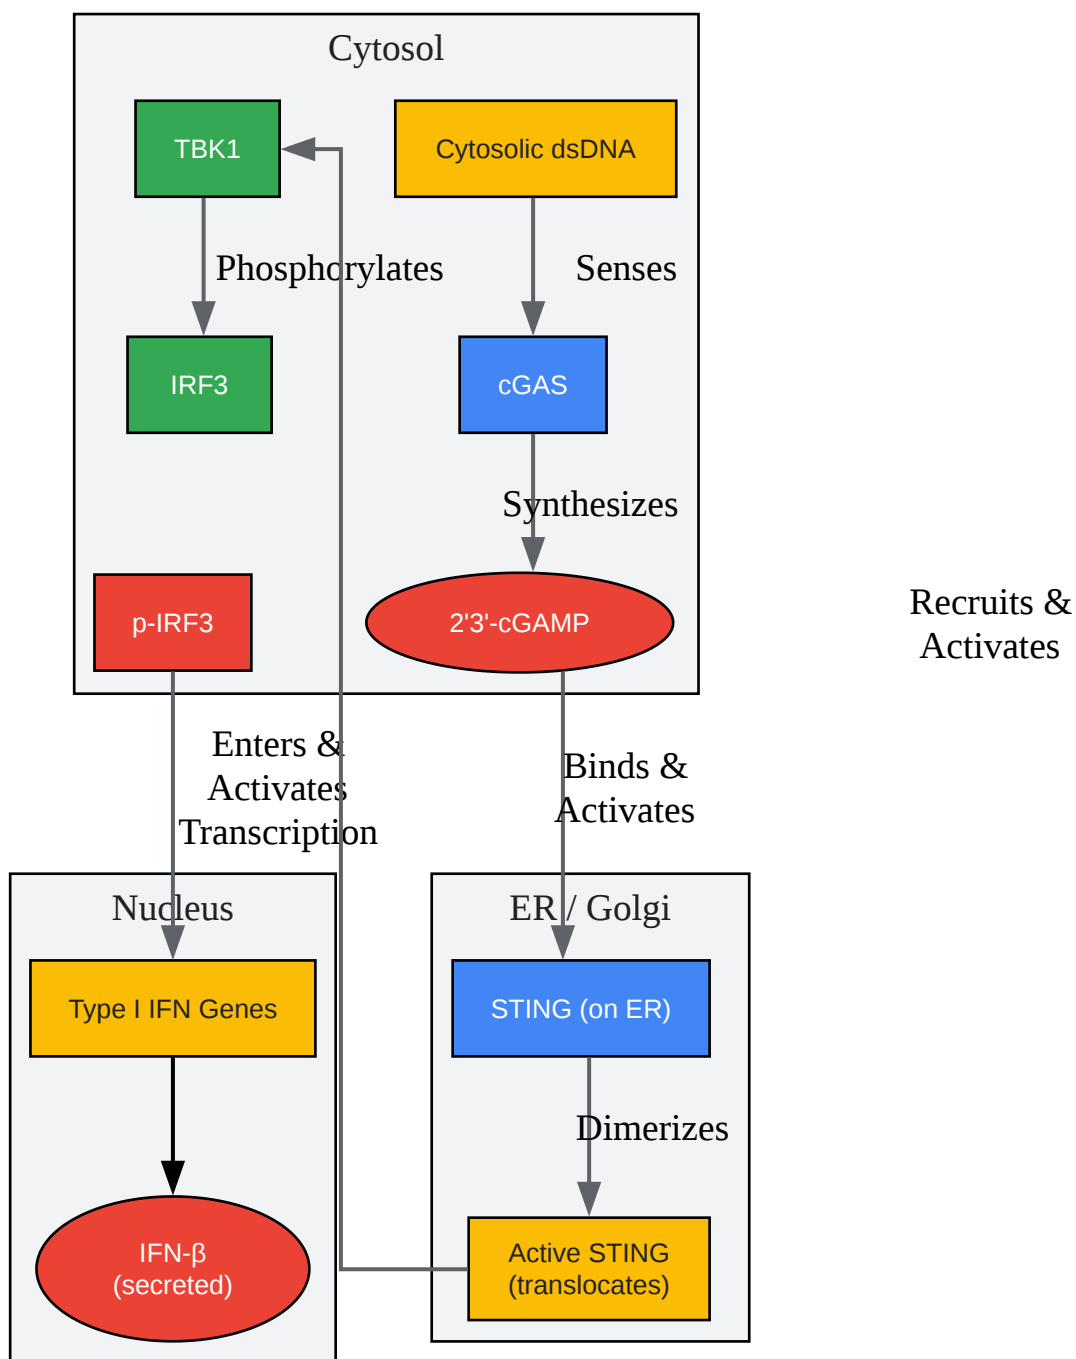 Cytosol
TBK1
Cytosolic dsDNA
Phosphorylates
Senses
IRF3
cGAS
Synthesizes
p-IRF3
2'3'-cGAMP
Recruits &
Activates
Enters &
Activates
Transcription
Binds &
Activates
Nucleus
ER / Golgi
Type I IFN Genes
STING (on ER)
Dimerizes
IFN-β
(secreted)
Active STING
(translocates)